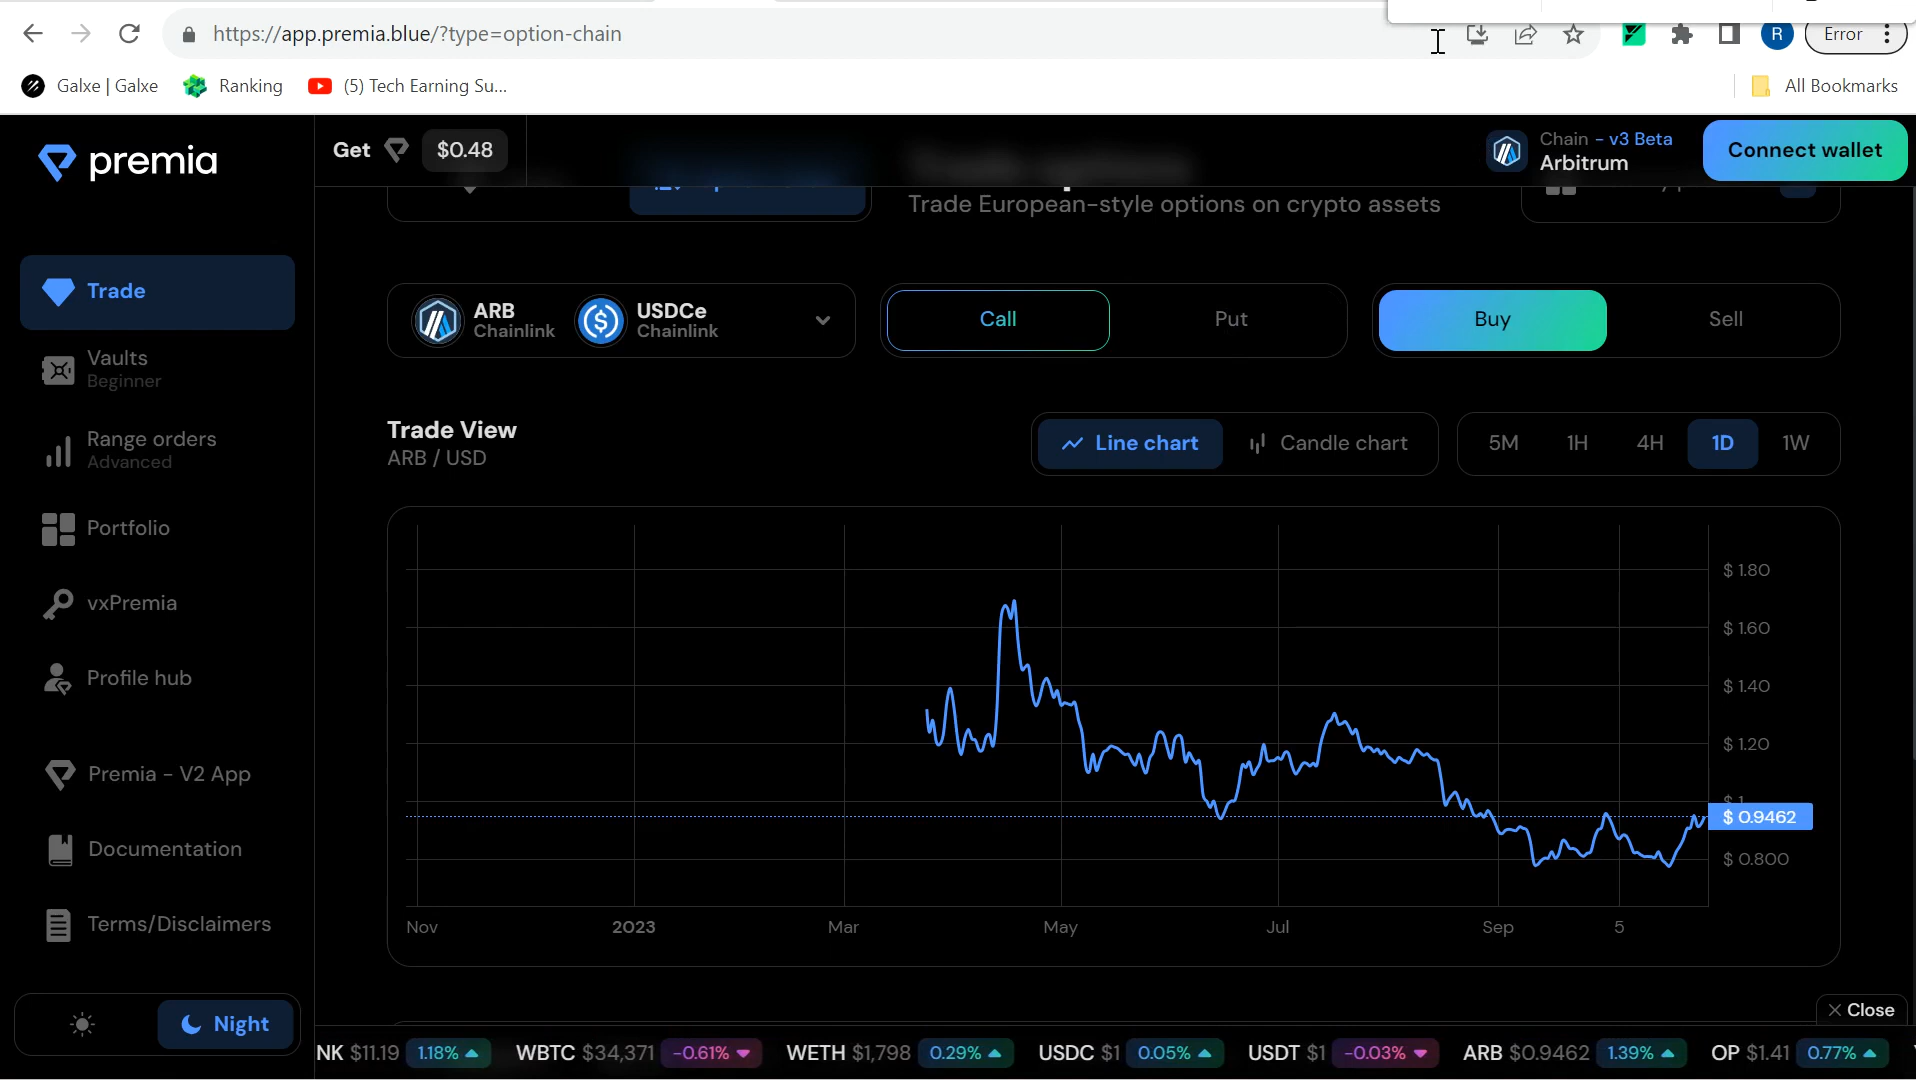 https://app.premia.blue/?type=option-chain
R
Error
Galxe | Galxe
Ranking
(5) Tech Earning Su...
All Bookmarks
premia
Get
$0.48
Chain - v3 Beta
Arbitrum
Connect wallet
Trade European-style options on crypto assets
Trade
Vaults
Beginner
Range orders
Advanced
Portfolio
vxPremia
Profile hub
Premia - V2 App
Documentation
Terms/Disclaimers
Night
ARB
Chainlink
USDCe
Chainlink
Call
Put
Buy
Sell
Trade View
ARB / USD
Line chart
Candle chart
5M
1H
4H
1D
1W
$ 1.80
$ 1.60
$ 1.40
$ 1.20
$ 1
$ 0.9462
$ 0.800
Nov
2023
Mar
May
Jul
Sep
5
Close
NK $11.19 1.18%
WBTC $34,371 -0.61%
WETH $1,798 0.29%
USDC $1 0.05%
USDT $1 -0.03%
ARB $0.9462 1.39%
OP $1.41 0.77%